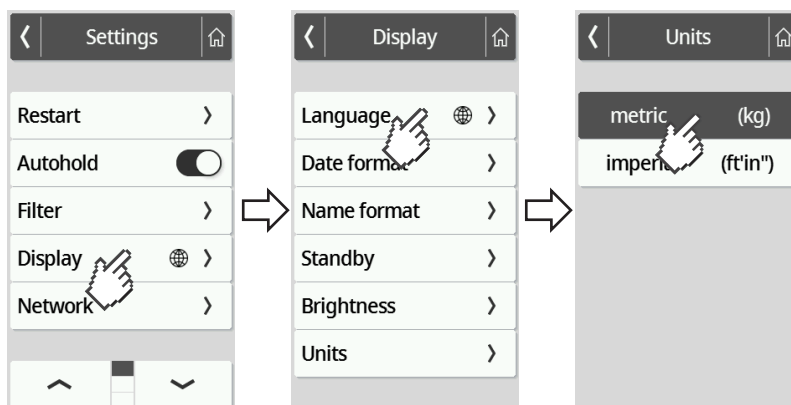 Settings
Restart
Autohold
Filter
Display
Network
Display
Language
Date format
Name format
Standby
Brightness
Units
Units
metric (kg)
(ft'in")